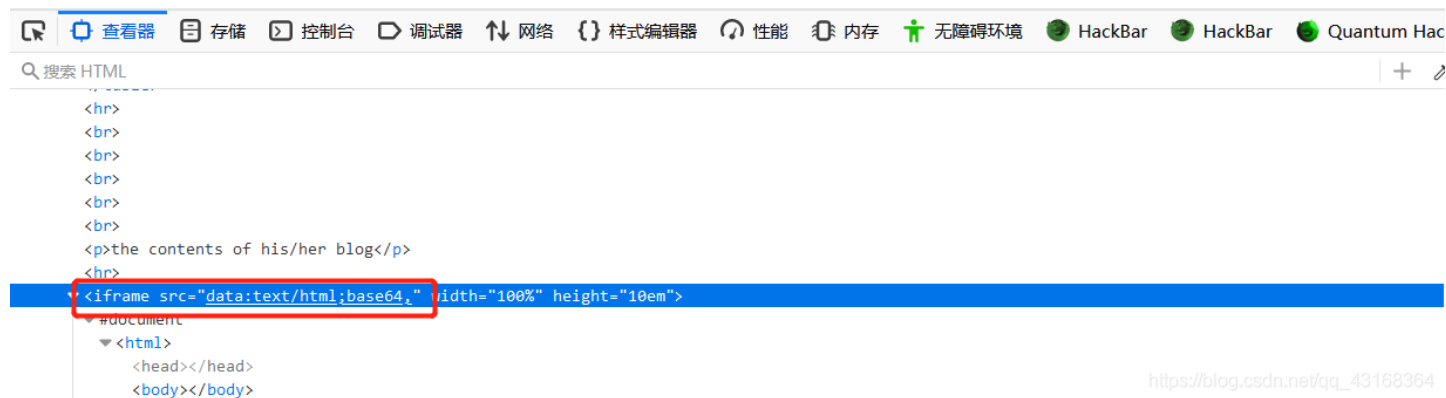 查看器 存储 控制台 调试器 网络 {} 样式编辑器 性能 内存 无障碍环境 HackBar HackBar Quantum Hac
搜索 HTML
<hr>
<br>
<br>
<br>
<br>
<br>
<p>the contents of his/her blog</p>
<hr>
<iframe src="data:text/html;base64," width="100%" height="10em">
#document
<html>
<head></head>
<body></body>
https://blog.csdn.net/qq_43168364